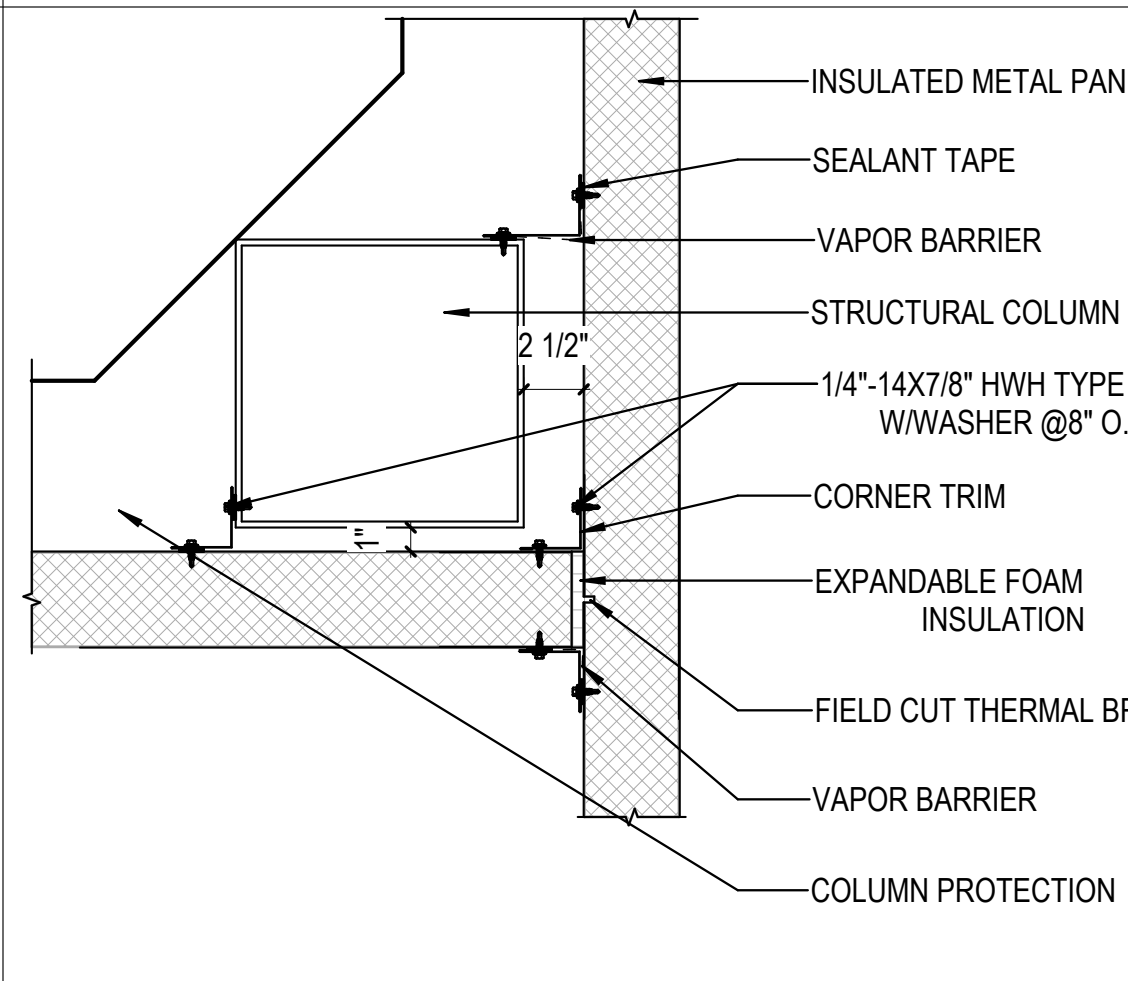 INSULATED METAL PAN
SEALANT TAPE
VAPOR BARRIER
STRUCTURAL COLUMN
2 1/2"
1/4"-14X7/8" HWH TYPE
W/WASHER @8" O.
CORNER TRIM
1"
EXPANDABLE FOAM
INSULATION
FIELD CUT THERMAL BR
VAPOR BARRIER
COLUMN PROTECTION